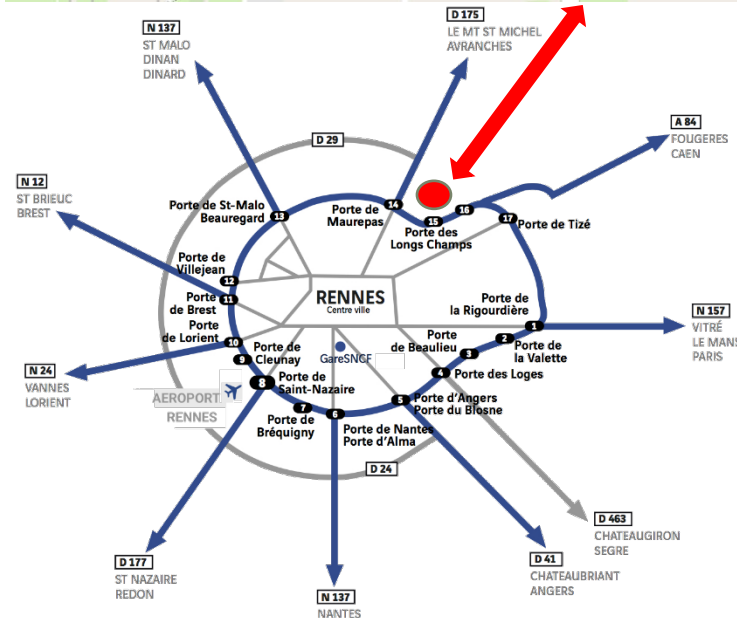 D 175
LE MT ST MICHEL
AVRANCHES
N 137
ST MALO
DINAN
DINARD
A 84
FOUGERES
CAEN
D 29
N 12
ST BRIEUC
BREST
Porte de St-Malo
Beauregard
13
14
Porte de
Maurepas
16
15
Porte des
Longs Champs
17
Porte de Tizé
Porte de
Villejean
12
Porte
de Brest
11
RENNES
Centre ville
Porte de
la Rigourdière
1
N 157
VITRÉ
LE MANS
PARIS
Porte
de Lorient
10
9
Porte de
Cleunay
GareSNCF
Porte
de Beaulieu
3
2
Porte de
la Valette
N 24
VANNES
LORIENT
8
Porte de
Saint-Nazaire
4
Porte des Loges
AEROPORT
RENNES
7
Porte de
Bréquigny
6
Porte de Nantes
Porte d'Alma
5
Porte d'Angers
Porte du Blosne
D 24
D 463
CHATEAUGIRON
SEGRE
D 177
ST NAZAIRE
REDON
D 41
CHATEAUBRIANT
ANGERS
N 137
NANTES